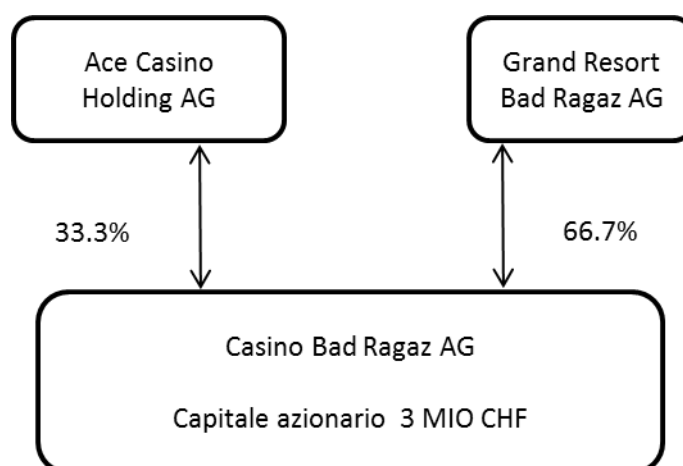 Ace Casino
Holding AG
Grand Resort
Bad Ragaz AG
33.3%
66.7%
Casino Bad Ragaz AG
Capitale azionario 3 MIO CHF